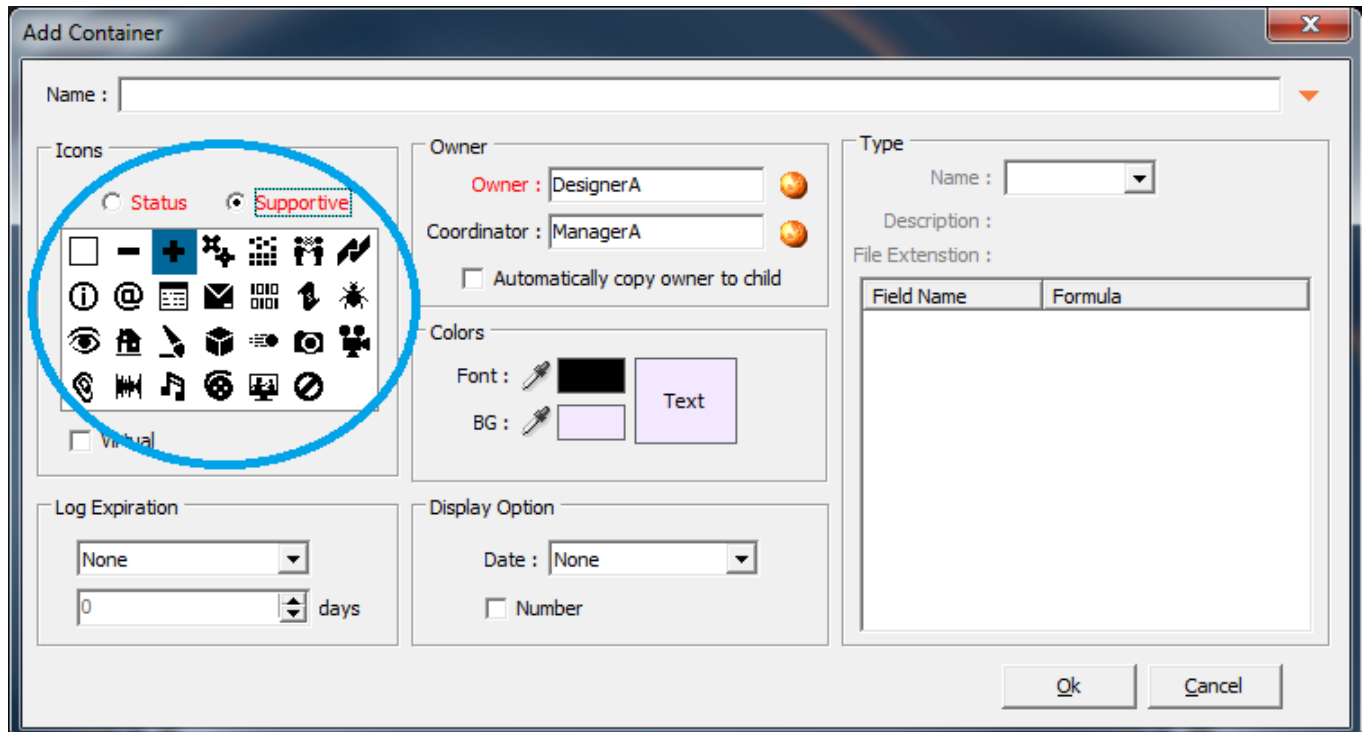 Add Container
Name :
Icons
Status
Supportive
Virtual
Owner
Owner : DesignerA
Coordinator : ManagerA
Automatically copy owner to child
Colors
Font :
BG :
Text
Type
Name :
Description :
File Extenstion :
Field Name
Formula
Log Expiration
None
0
days
Display Option
Date : None
Number
Ok
Cancel